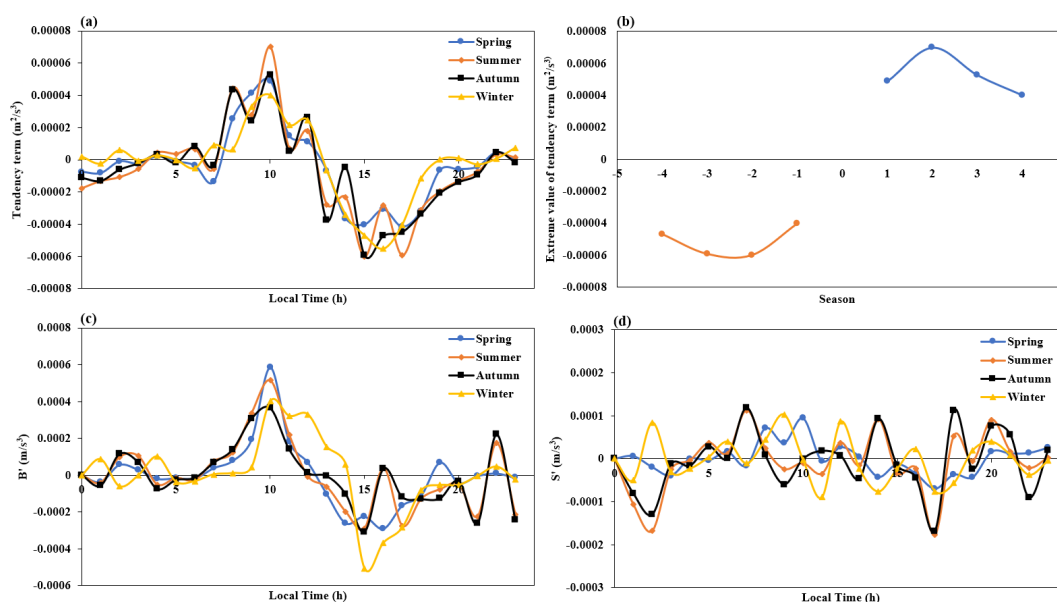 (a)
0.00008
0.00006
0.00004
0.00002
0
-0.00002
-0.00004
-0.00006
-0.00008
Tendency term (m²/s³)
5
10
15
20
Local Time (h)
Spring
Summer
Autumn
Winter
(b)
0.00008
0.00006
0.00004
0.00002
0
-0.00002
-0.00004
-0.00006
-0.00008
Extreme value of tendency term (m²/s³)
-5 -4 -3 -2 -1 0 1 2 3 4
Season
(c)
0.0008
0.0006
0.0004
0.0002
0
-0.0002
-0.0004
-0.0006
B' (m/s³)
0 5 10 15 20
Local Time (h)
Spring
Summer
Autumn
Winter
(d)
0.0003
0.0002
0.0001
0
-0.0001
-0.0002
-0.0003
S' (m/s³)
0 5 10 15 20
Local Time (h)
Spring
Summer
Autumn
Winter